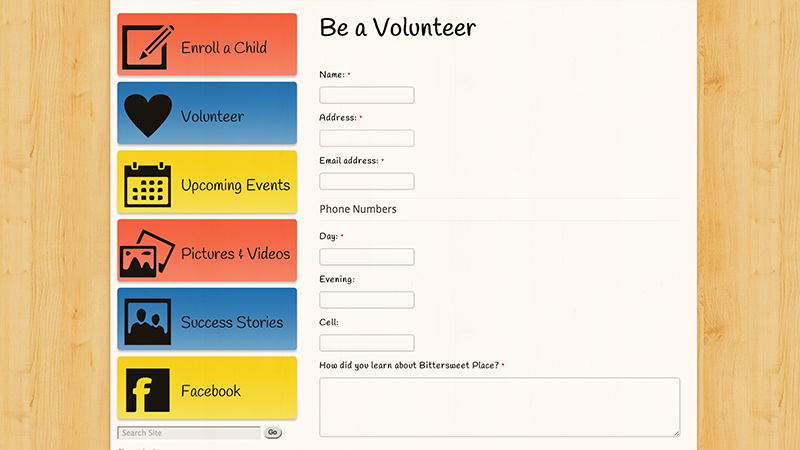 Enroll a Child
Volunteer
Upcoming Events
Pictures & Videos
Success Stories
Facebook
Search Site
Go
Be a Volunteer
Name: *
Address: *
Email address: *
Phone Numbers
Day: *
Evening:
Cell:
How did you learn about Bittersweet Place? *